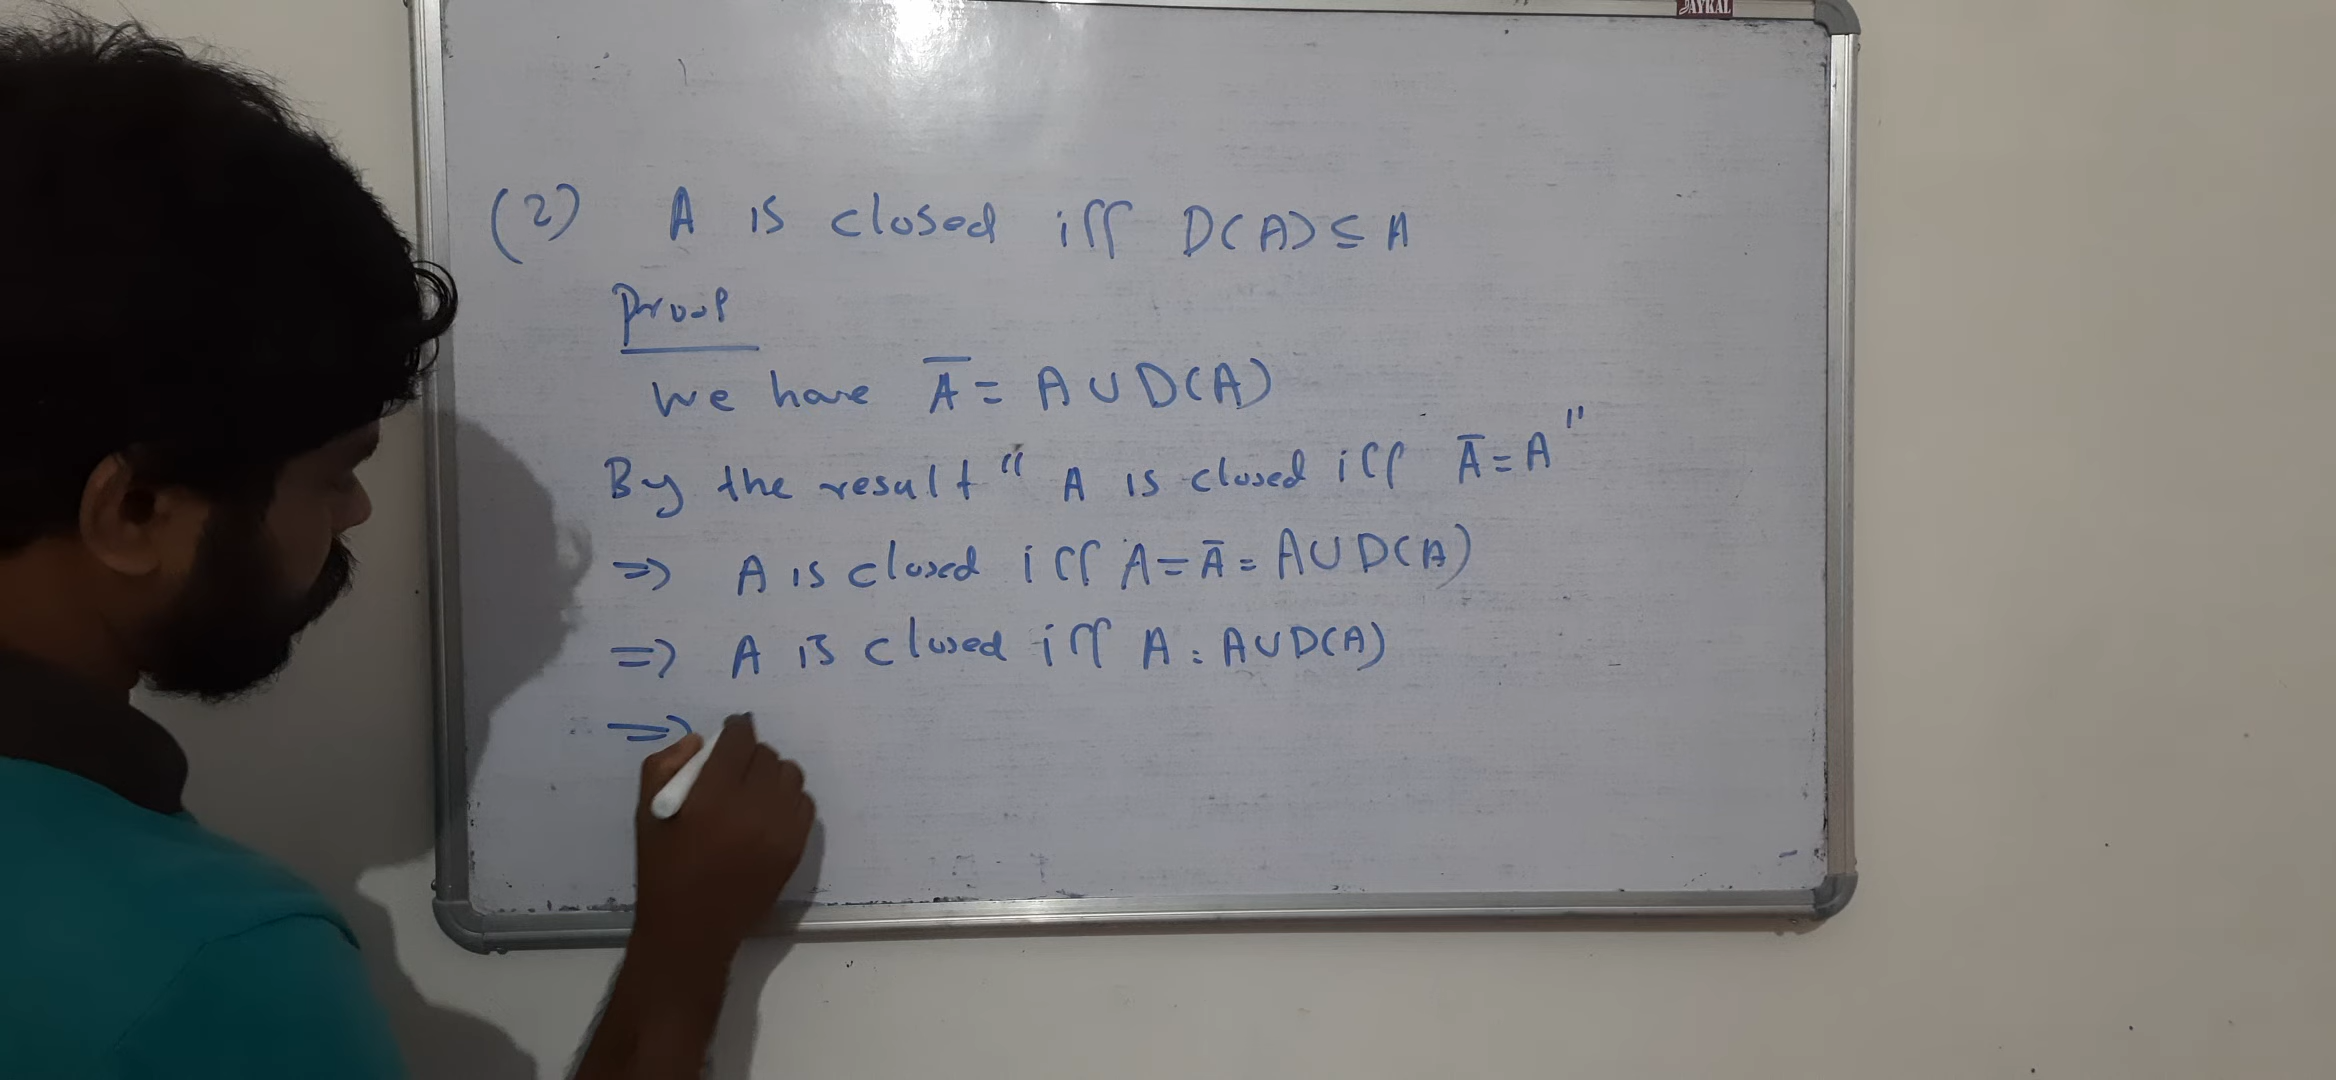 JAYKAL
(2) A is closed iff D(A) ⊆ A
Proof
We have A̅ = A ∪ D(A)
By the result " A is closed iff A̅ = A "
⇒ A is closed iff A = A̅ = A ∪ D(A)
⇒ A is closed iff A = A ∪ D(A)
⇒